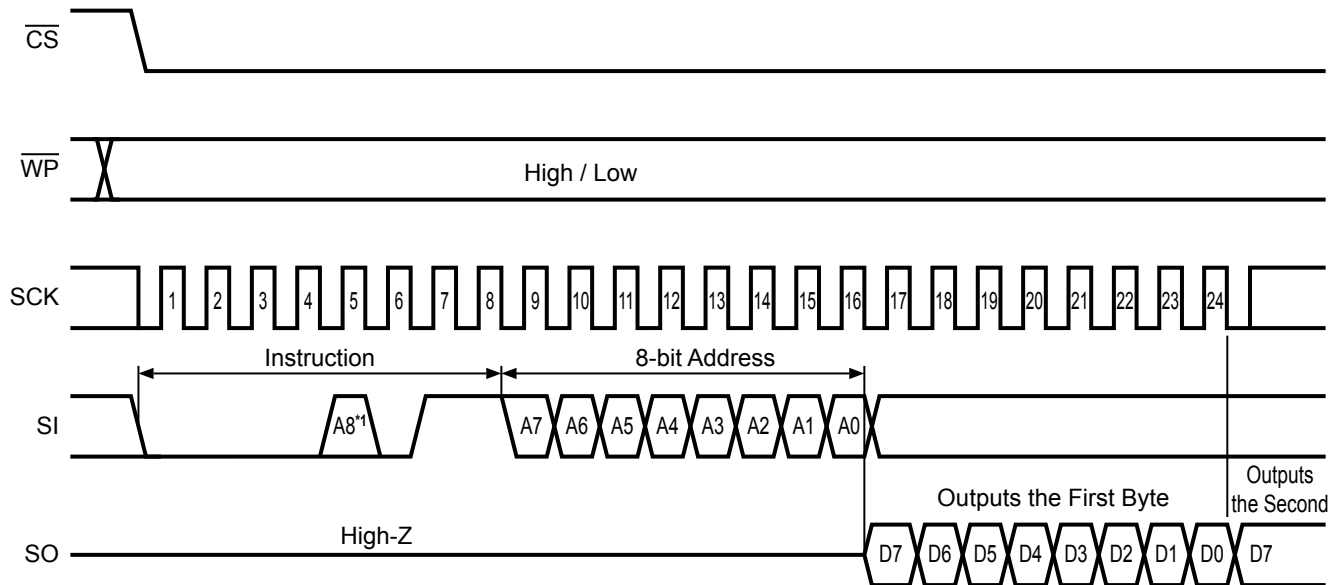 CS
WP
High / Low
SCK
1 2 3 4 5 6 7 8 9 10 11 12 13 14 15 16 17 18 19 20 21 22 23 24
Instruction
8-bit Address
SI
A8*1
A7 A6 A5 A4 A3 A2 A1 A0
Outputs the First Byte
Outputs
the Second
High-Z
SO
D7 D6 D5 D4 D3 D2 D1 D0 D7